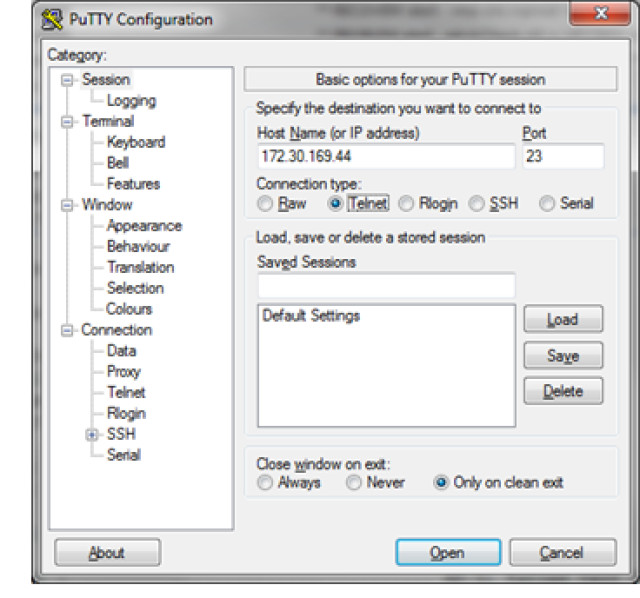 PuTTY Configuration
Category:
Session
Logging
Terminal
Keyboard
Bell
Features
Window
Appearance
Behaviour
Translation
Selection
Colours
Connection
Data
Proxy
Telnet
Rlogin
SSH
Serial
Basic options for your PuTTY session
Specify the destination you want to connect to
Host Name (or IP address) Port
172.30.169.44 23
Connection type:
Raw Telnet Rlogin SSH Serial
Load, save or delete a stored session
Saved Sessions
Default Settings
Load
Save
Delete
Close window on exit:
Always Never Only on clean exit
About Open Cancel